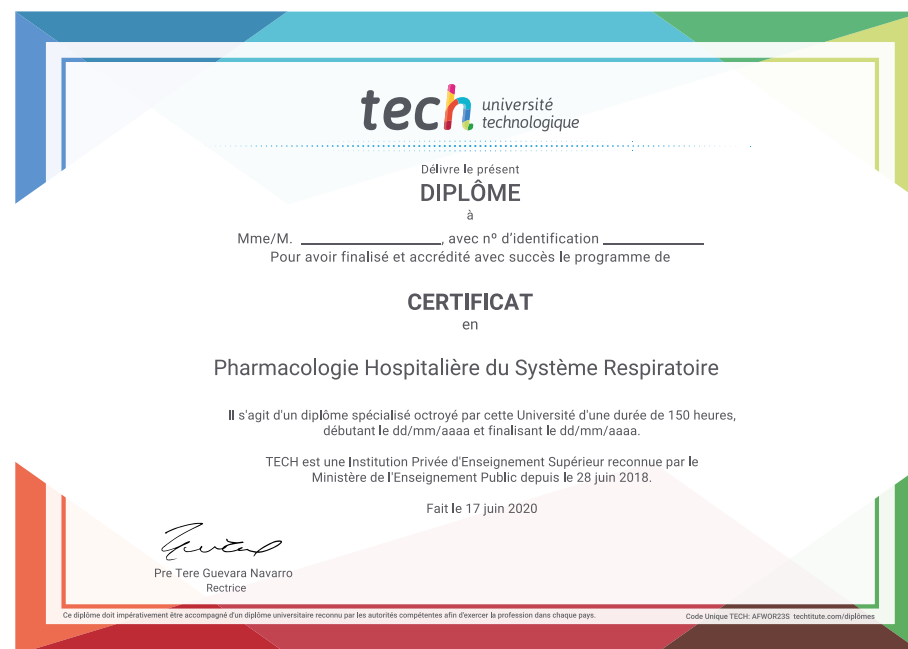 tech université
technologique
Délivre le présent
DIPLÔME
à
Mme/M. ____________________, avec nº d'identification ______________
Pour avoir finalisé et accrédité avec succès le programme de
CERTIFICAT
en
Pharmacologie Hospitalière du Système Respiratoire
Il s'agit d'un diplôme spécialisé octroyé par cette Université d'une durée de 150 heures,
débutant le dd/mm/aaaa et finalisant le dd/mm/aaaa.
TECH est une Institution Privée d'Enseignement Supérieur reconnue par le
Ministère de l'Enseignement Public depuis le 28 juin 2018.
Fait le 17 juin 2020
Pre Tere Guevara Navarro
Rectrice
Ce diplôme doit impérativement être accompagné d'un diplôme universitaire reconnu par les autorités compétentes afin d'exercer la profession dans chaque pays.
Code Unique TECH: AFWOR23S techtitute.com/diplômes